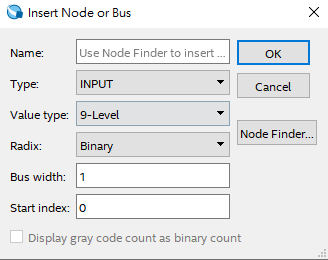 Insert Node or Bus
Name: Use Node Finder to insert ... OK
Type: INPUT Cancel
Value type: 9-Level
Node Finder...
Radix: Binary
Bus width: 1
Start index: 0
Display gray code count as binary count